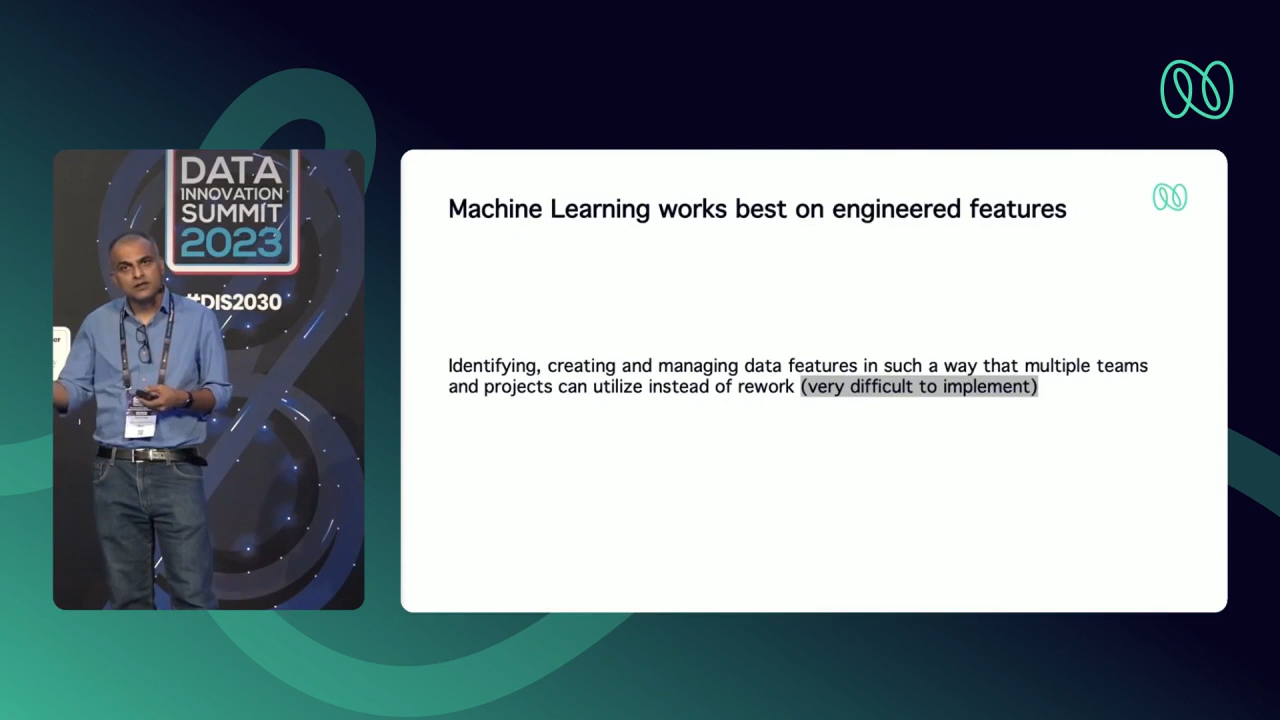 DATA
INNOVATION
SUMMIT
2023
#DIS2030
Machine Learning works best on engineered features
Identifying, creating and managing data features in such a way that multiple teams
and projects can utilize instead of rework (very difficult to implement)